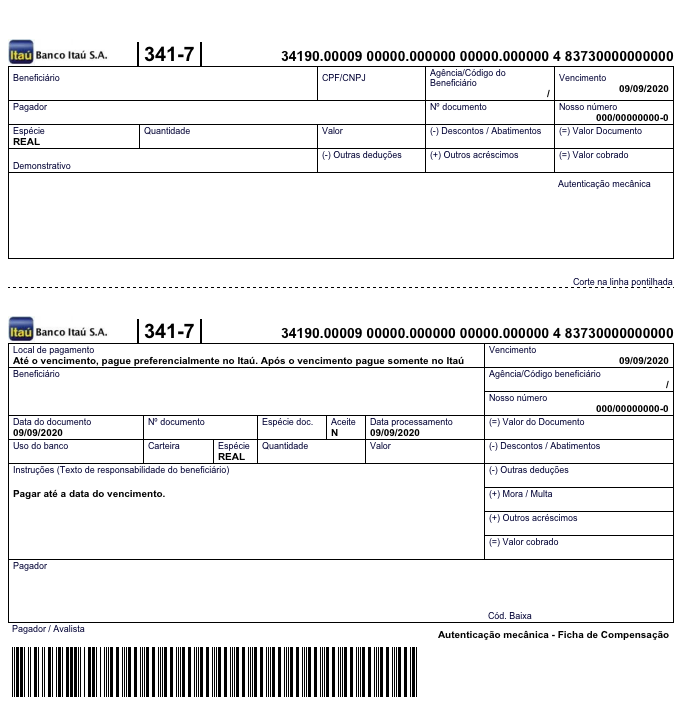 Itaú Banco Itaú S.A. 341-7 34190.00009 00000.000000 00000.000000 4 83730000000000
Beneficiário CPF/CNPJ Agência/Código do Beneficiário / Vencimento 09/09/2020
Pagador Nº documento Nosso número 000/00000000-0
Espécie REAL Quantidade Valor (-) Descontos / Abatimentos (=) Valor Documento
Demonstrativo (-) Outras deduções (+) Outros acréscimos (=) Valor cobrado
Autenticação mecânica
Corte na linha pontilhada
Itaú Banco Itaú S.A. 341-7 34190.00009 00000.000000 00000.000000 4 83730000000000
Local de pagamento Vencimento
Até o vencimento, pague preferencialmente no Itaú. Após o vencimento pague somente no Itaú 09/09/2020
Beneficiário Agência/Código beneficiário
/
Nosso número
000/00000000-0
Data do documento Nº documento Espécie doc. Aceite Data processamento (=) Valor do Documento
09/09/2020 N 09/09/2020
Uso do banco Carteira Espécie Quantidade Valor (-) Descontos / Abatimentos
REAL
Instruções (Texto de responsabilidade do beneficiário) (-) Outras deduções
Pagar até a data do vencimento. (+) Mora / Multa
(+) Outros acréscimos
(=) Valor cobrado
Pagador
Cód. Baixa
Pagador / Avalista
Autenticação mecânica - Ficha de Compensação